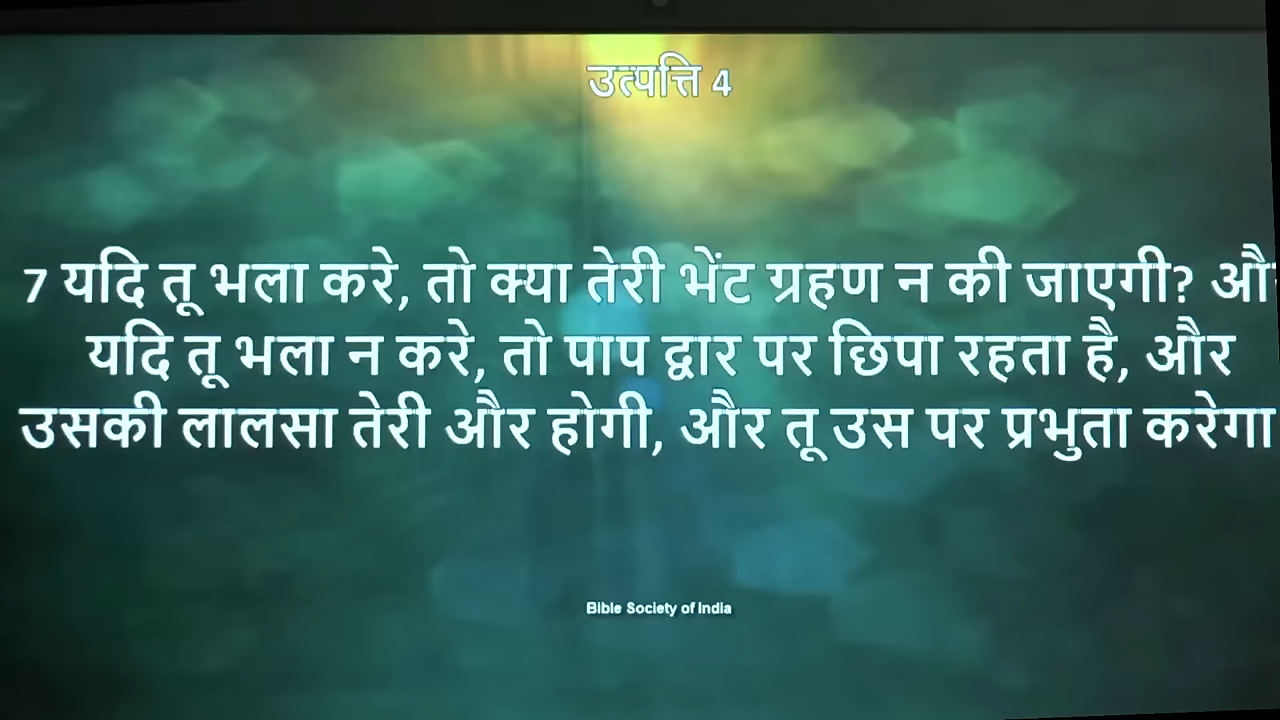 उत्पत्ति 4
7 यदि तू भला करे, तो क्या तेरी भेंट ग्रहण न की जाएगी? और
यदि तू भला न करे, तो पाप द्वार पर छिपा रहता है, और
उसकी लालसा तेरी और होगी, और तू उस पर प्रभुता करेगा
Bible Society of India